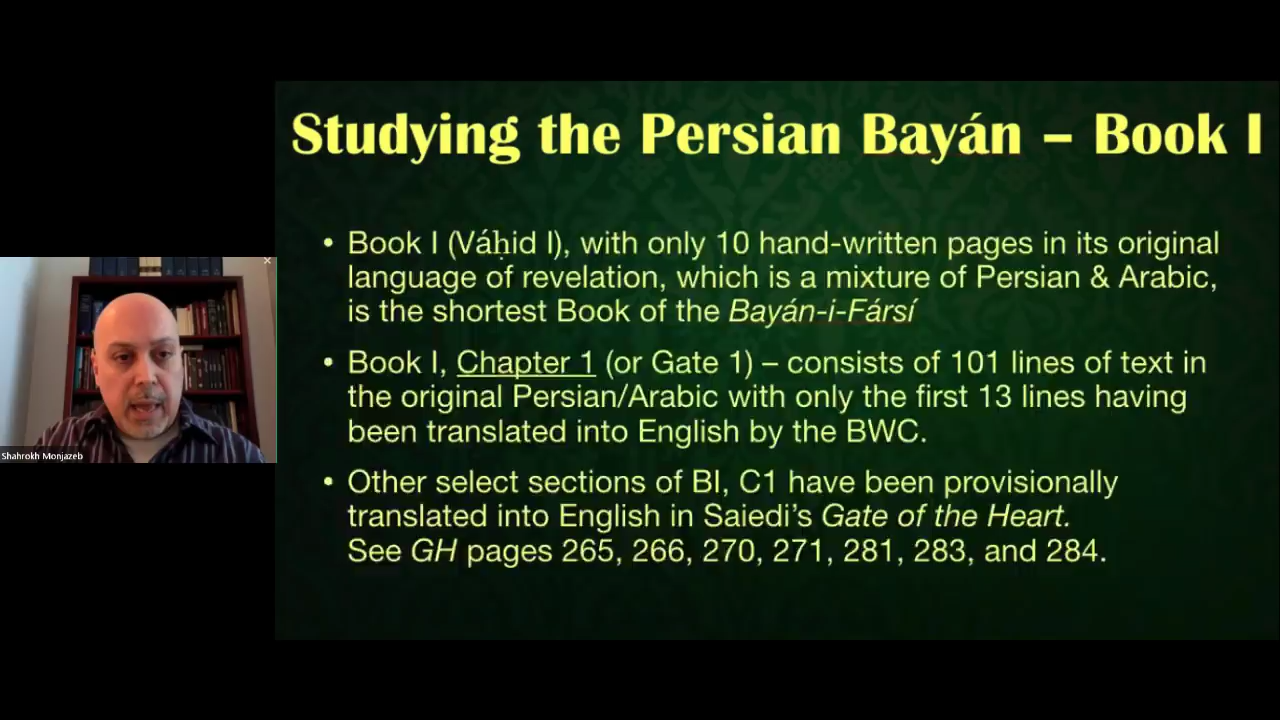 Studying the Persian Bayán – Book I
• Book I (Váḥid I), with only 10 hand-written pages in its original
language of revelation, which is a mixture of Persian & Arabic,
is the shortest Book of the Bayán-i-Fársí
• Book I, Chapter 1 (or Gate 1) – consists of 101 lines of text in
the original Persian/Arabic with only the first 13 lines having
been translated into English by the BWC.
• Other select sections of BI, C1 have been provisionally
translated into English in Saiedi’s Gate of the Heart.
See GH pages 265, 266, 270, 271, 281, 283, and 284.
Shahrokh Monjazeb